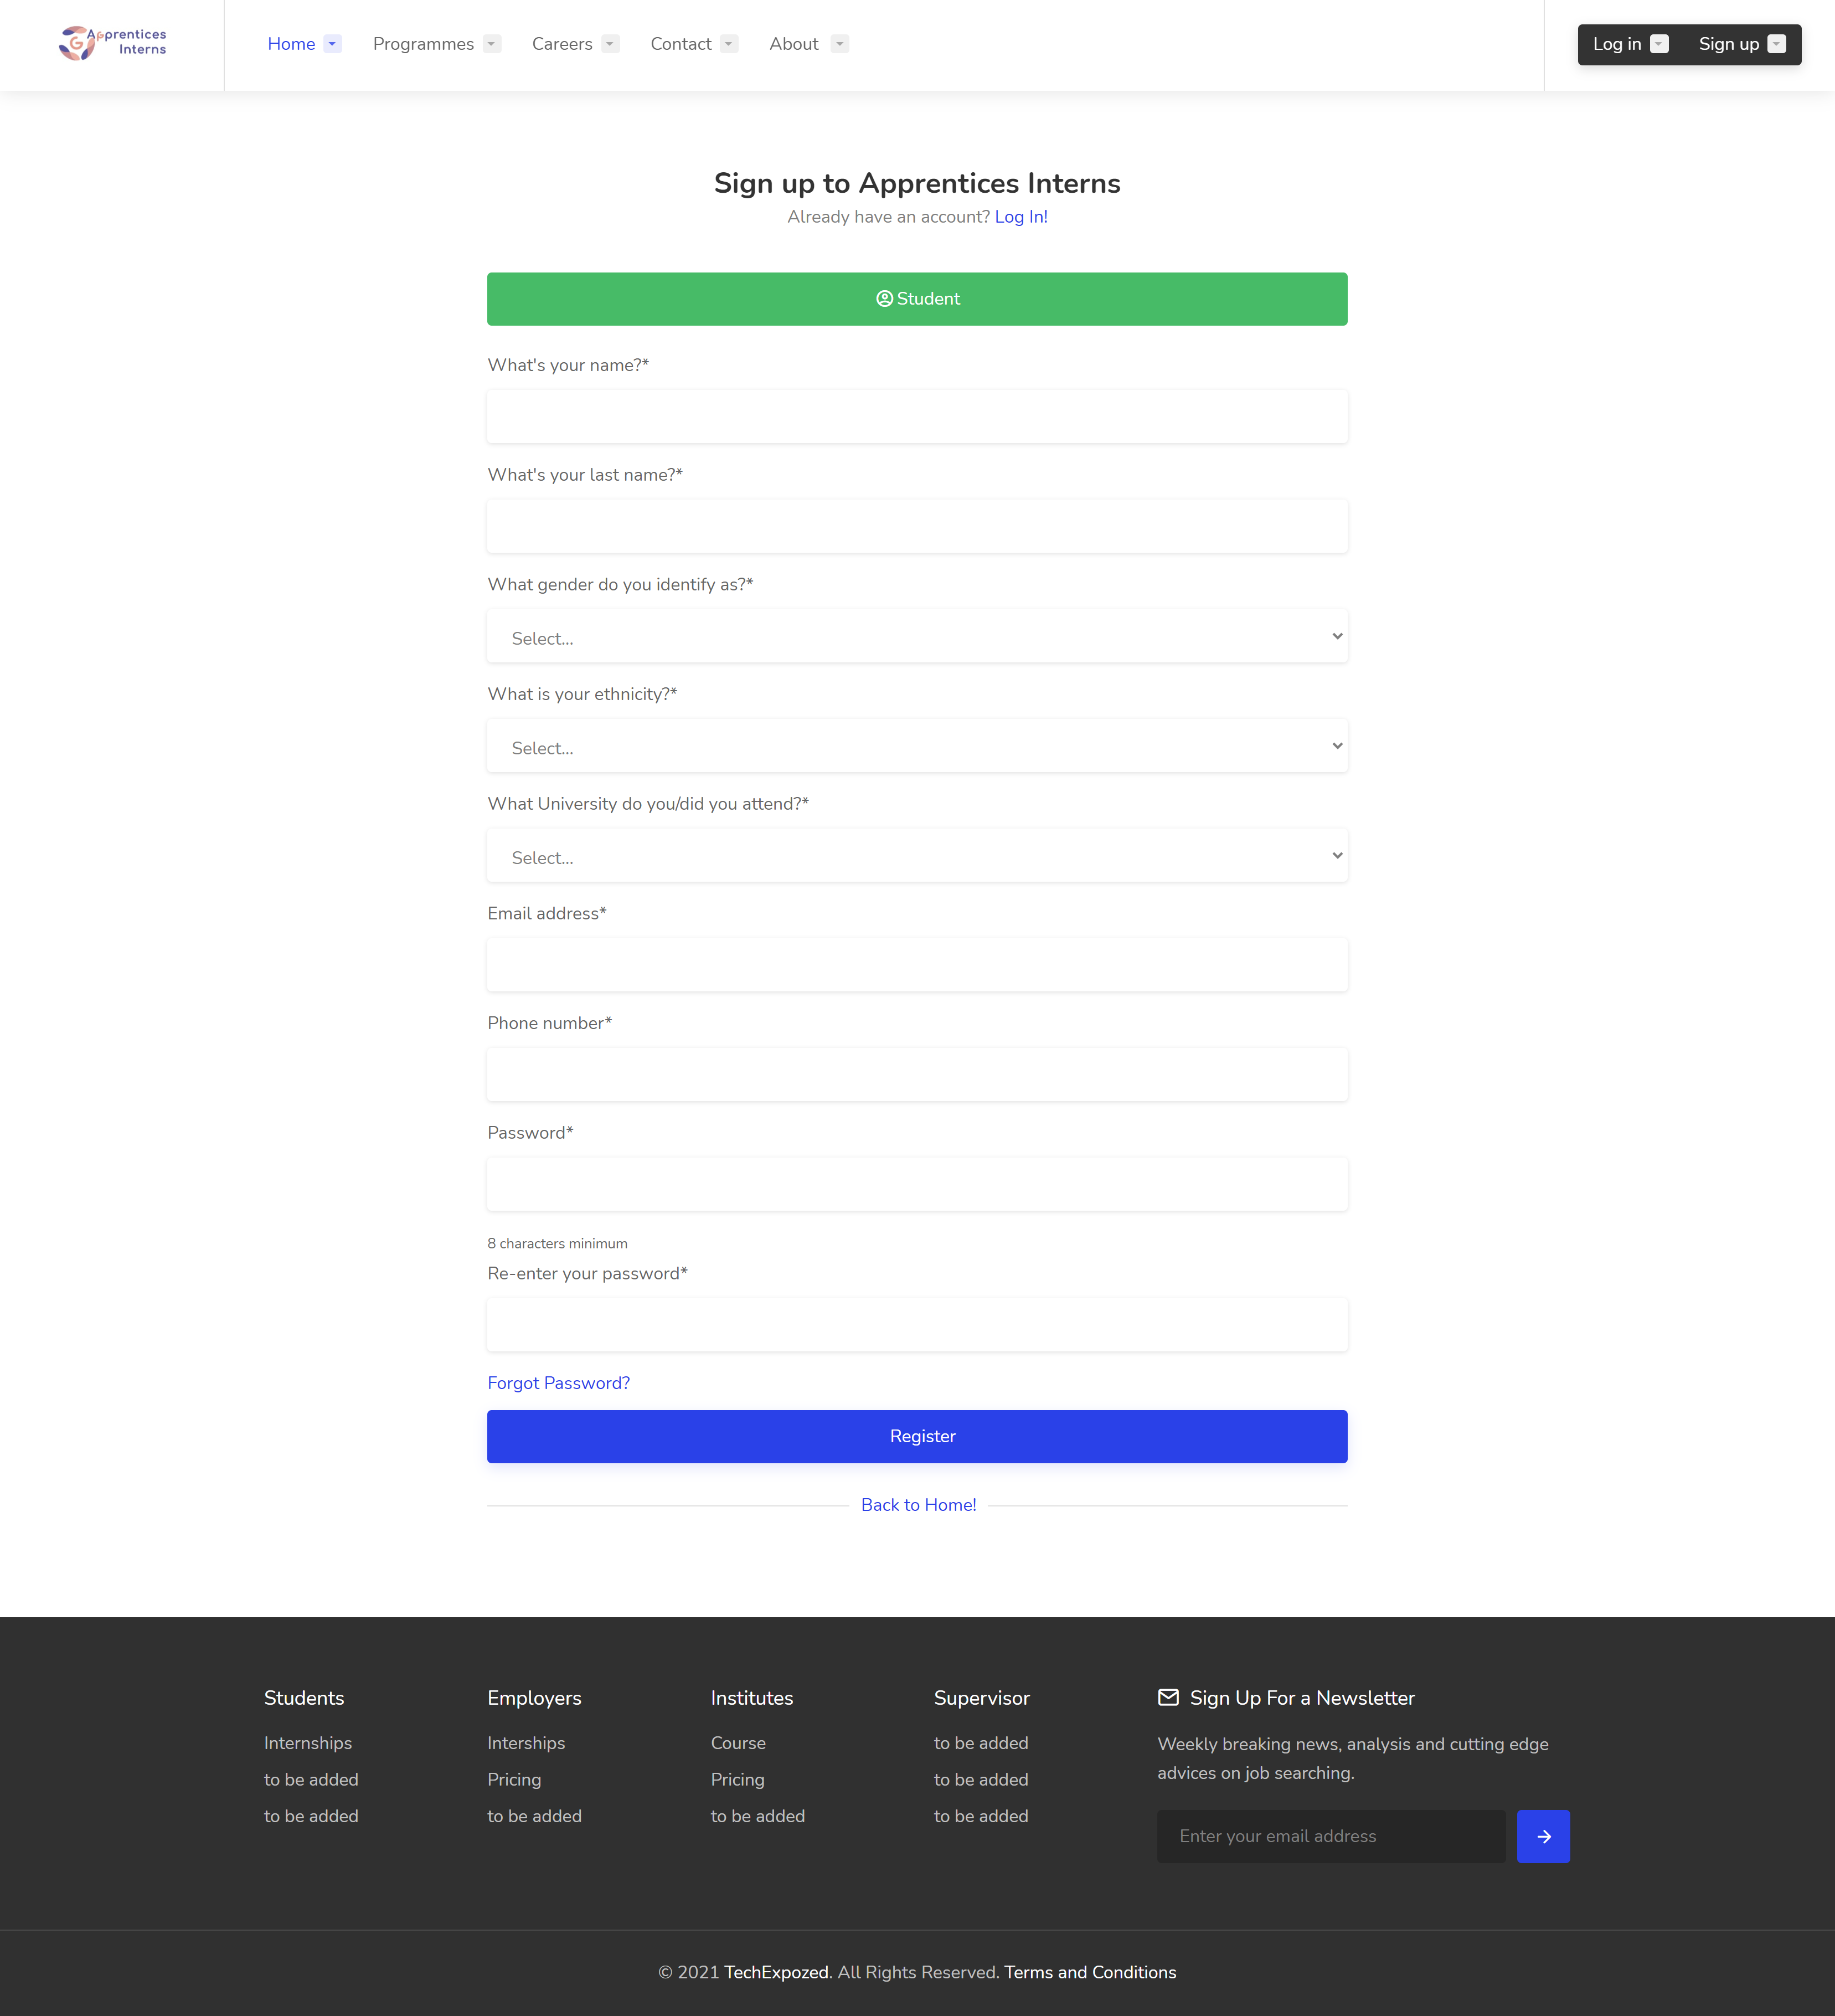 Apprentices
Interns
Home
Programmes
Careers
Contact
About
Log in
Sign up
Sign up to Apprentices Interns
Already have an account? Log In!
Student
What's your name?*
What's your last name?*
What gender do you identify as?*
Select...
What is your ethnicity?*
Select...
What University do you/did you attend?*
Select...
Email address*
Phone number*
Password*
8 characters minimum
Re-enter your password*
Forgot Password?
Register
Back to Home!
Students
Internships
to be added
to be added
Employers
Interships
Pricing
to be added
Institutes
Course
Pricing
to be added
Supervisor
to be added
to be added
to be added
Sign Up For a Newsletter
Weekly breaking news, analysis and cutting edge
advices on job searching.
Enter your email address
© 2021 TechExpozed. All Rights Reserved. Terms and Conditions